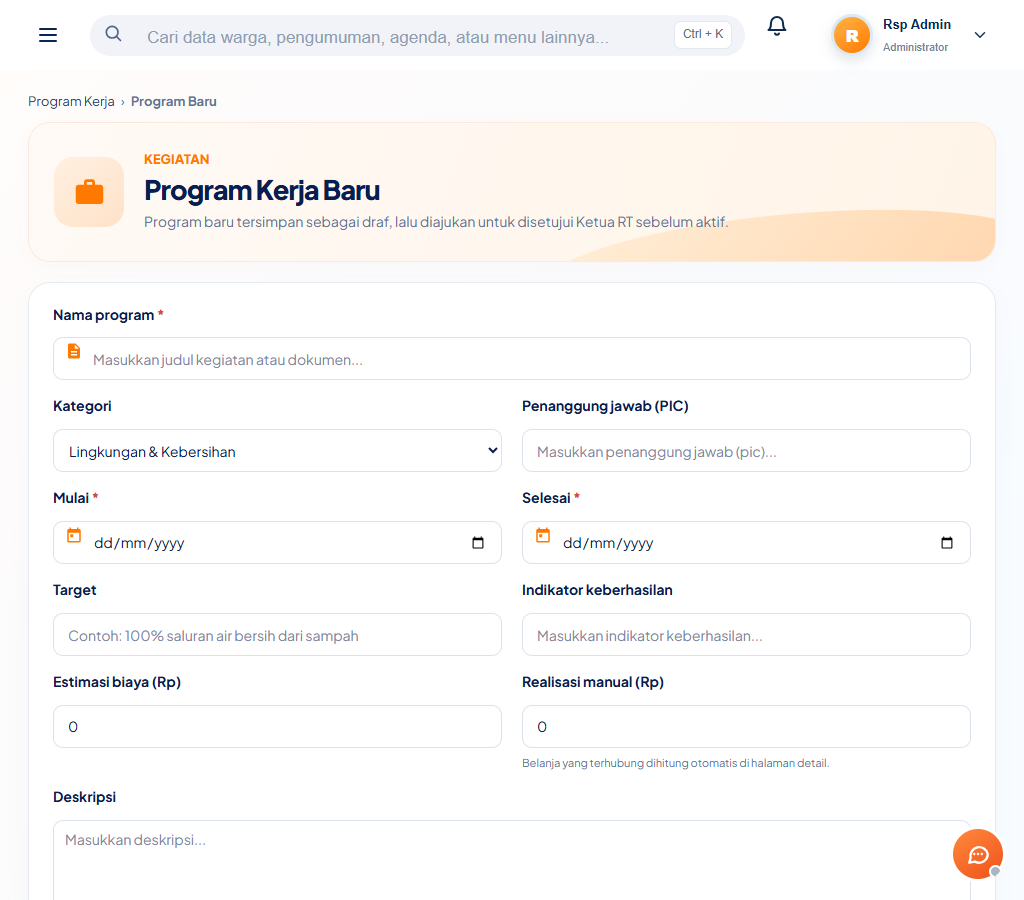 Cari data warga, pengumuman, agenda, atau menu lainnya...
Ctrl + K
R
Rsp Admin
Administrator
Program Kerja › Program Baru
KEGIATAN
Program Kerja Baru
Program baru tersimpan sebagai draf, lalu diajukan untuk disetujui Ketua RT sebelum aktif.
Nama program *
Masukkan judul kegiatan atau dokumen...
Kategori
Lingkungan & Kebersihan
Penanggung jawab (PIC)
Masukkan penanggung jawab (pic)...
Mulai *
dd/mm/yyyy
Selesai *
dd/mm/yyyy
Target
Contoh: 100% saluran air bersih dari sampah
Indikator keberhasilan
Masukkan indikator keberhasilan...
Estimasi biaya (Rp)
0
Realisasi manual (Rp)
0
Belanja yang terhubung dihitung otomatis di halaman detail.
Deskripsi
Masukkan deskripsi...